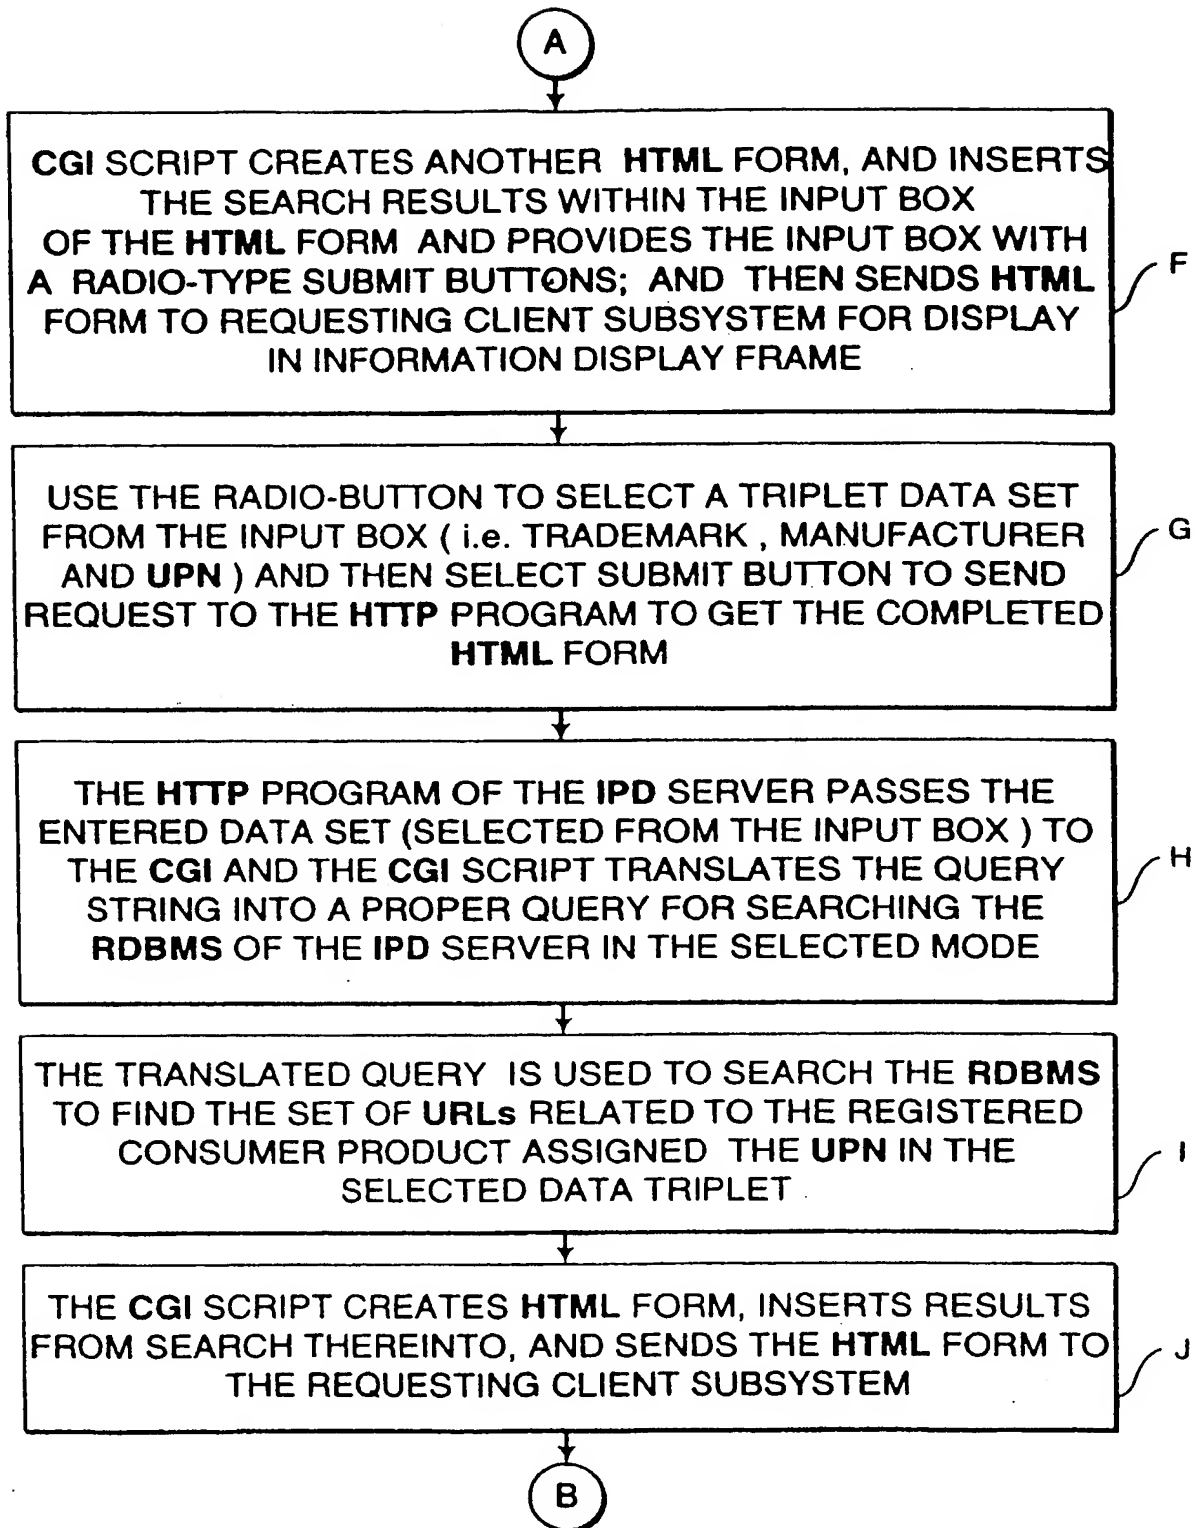 A
CGI SCRIPT CREATES ANOTHER HTML FORM, AND INSERTS
THE SEARCH RESULTS WITHIN THE INPUT BOX
OF THE HTML FORM AND PROVIDES THE INPUT BOX WITH
A RADIO-TYPE SUBMIT BUTTONS; AND THEN SENDS HTML
FORM TO REQUESTING CLIENT SUBSYSTEM FOR DISPLAY
IN INFORMATION DISPLAY FRAME
F
USE THE RADIO-BUTTON TO SELECT A TRIPLET DATA SET
FROM THE INPUT BOX ( i.e. TRADEMARK , MANUFACTURER
AND UPN ) AND THEN SELECT SUBMIT BUTTON TO SEND
REQUEST TO THE HTTP PROGRAM TO GET THE COMPLETED
HTML FORM
G
THE HTTP PROGRAM OF THE IPD SERVER PASSES THE
ENTERED DATA SET (SELECTED FROM THE INPUT BOX ) TO
THE CGI AND THE CGI SCRIPT TRANSLATES THE QUERY
STRING INTO A PROPER QUERY FOR SEARCHING THE
RDBMS OF THE IPD SERVER IN THE SELECTED MODE
H
THE TRANSLATED QUERY IS USED TO SEARCH THE RDBMS
TO FIND THE SET OF URLs RELATED TO THE REGISTERED
CONSUMER PRODUCT ASSIGNED THE UPN IN THE
SELECTED DATA TRIPLET
I
THE CGI SCRIPT CREATES HTML FORM, INSERTS RESULTS
FROM SEARCH THEREINTO, AND SENDS THE HTML FORM TO
THE REQUESTING CLIENT SUBSYSTEM
J
B